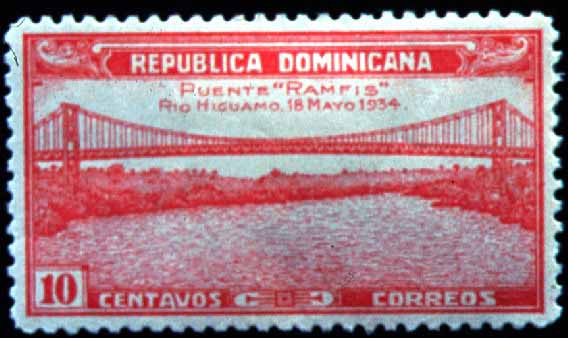 REPUBLICA DOMINICANA
PUENTE "RAMFIS"
RIO HIGUAMO. 18 MAYO 1934.
10 CENTAVOS CORREOS